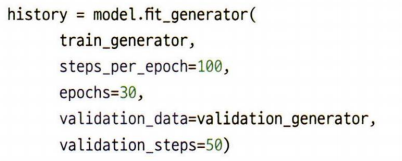 history = model.fit_generator(
train_generator,
steps_per_epoch=100,
epochs=30,
validation_data=validation_generator,
validation_steps=50)